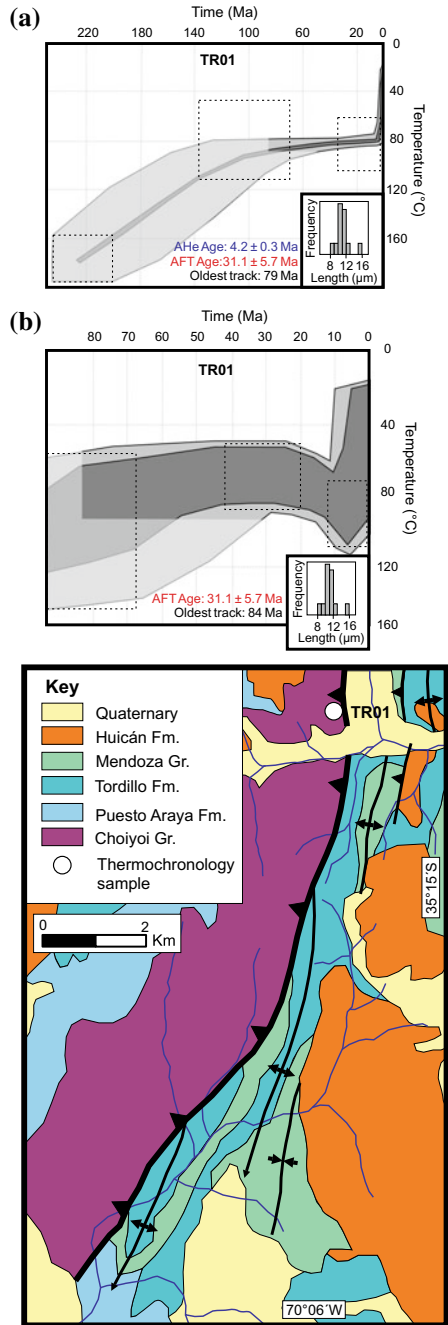 (a)
Time (Ma)
220 180 140 100 60 20 0
TR01
0
40
80
120
160
Temperature (°C)
AHe Age: 4.2 ± 0.3 Ma
AFT Age: 31.1 ± 5.7 Ma
Oldest track: 79 Ma
Frequency
8 12 16
Length (µm)
(b)
Time (Ma)
80 70 60 50 40 30 20 10 0
TR01
0
40
80
120
160
Temperature (°C)
AFT Age: 31.1 ± 5.7 Ma
Oldest track: 84 Ma
Frequency
8 12 16
Length (µm)
Key
Quaternary
Huicán Fm.
Mendoza Gr.
Tordillo Fm.
Puesto Araya Fm.
Choiyoi Gr.
Thermochronology
sample
0 2
Km
TR01
35°15´S
70°06´W